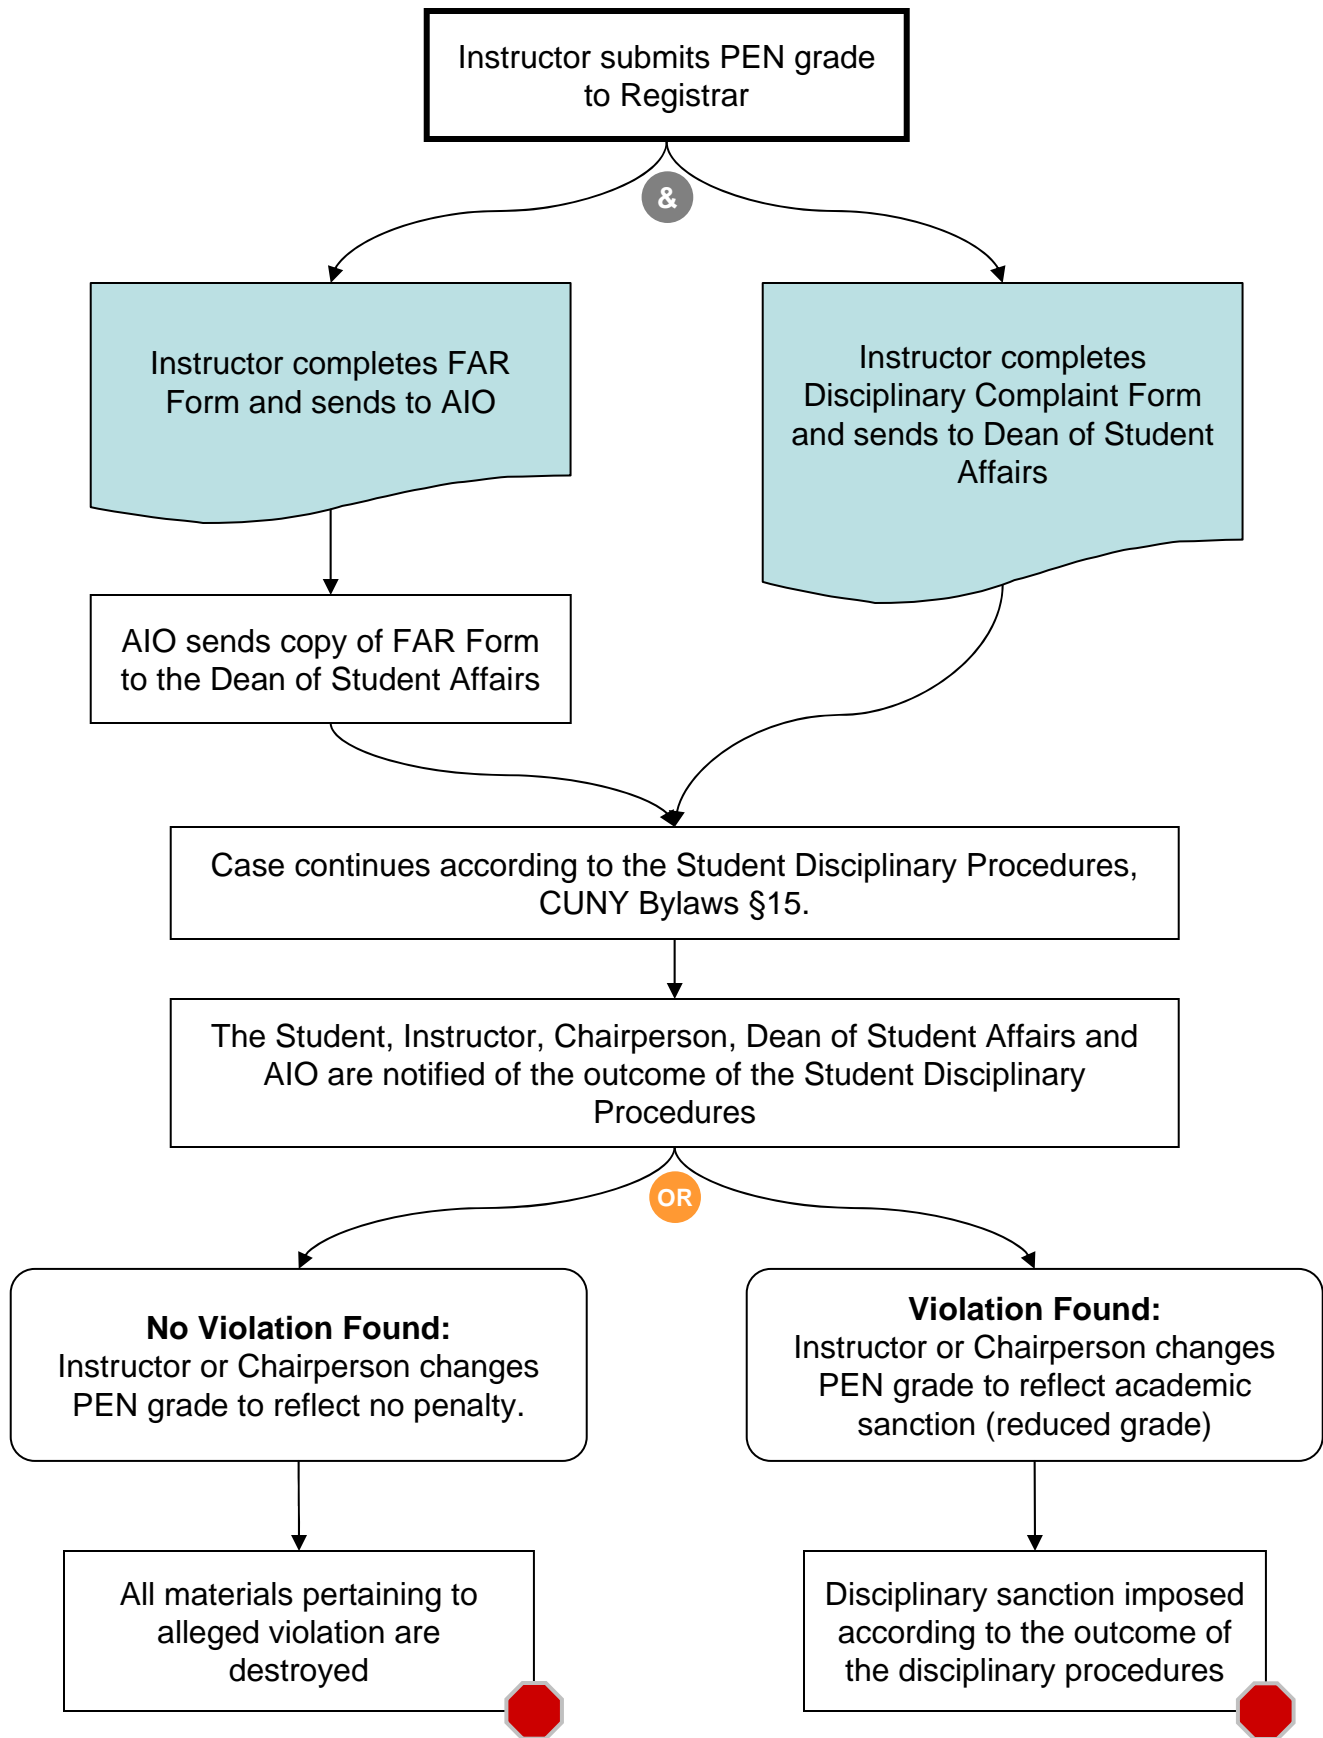 Instructor submits PEN grade
to Registrar
&
Instructor completes FAR
Form and sends to AIO
Instructor completes
Disciplinary Complaint Form
and sends to Dean of Student
Affairs
AIO sends copy of FAR Form
to the Dean of Student Affairs
Case continues according to the Student Disciplinary Procedures,
CUNY Bylaws §15.
The Student, Instructor, Chairperson, Dean of Student Affairs and
AIO are notified of the outcome of the Student Disciplinary
Procedures
OR
No Violation Found:
Instructor or Chairperson changes
PEN grade to reflect no penalty.
Violation Found:
Instructor or Chairperson changes
PEN grade to reflect academic
sanction (reduced grade)
All materials pertaining to
alleged violation are
destroyed
Disciplinary sanction imposed
according to the outcome of
the disciplinary procedures